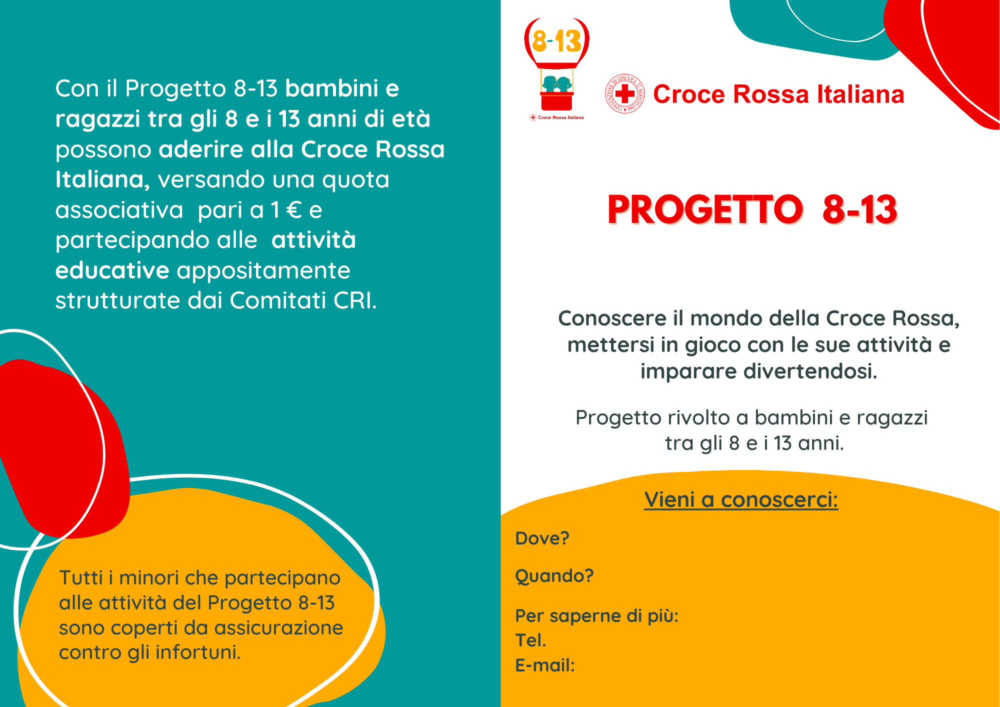 Con il Progetto 8-13 bambini e
ragazzi tra gli 8 e i 13 anni di età
possono aderire alla Croce Rossa
Italiana, versando una quota
associativa  pari a 1 € e
partecipando alle  attività
educative appositamente
strutturate dai Comitati CRI.
Tutti i minori che partecipano
alle attività del Progetto 8-13
sono coperti da assicurazione
contro gli infortuni.
8-13
Croce Rossa Italiana
CONVENZIONE DI GINEVRA 22 AGOSTO 1864
Croce Rossa Italiana
PROGETTO 8-13
Conoscere il mondo della Croce Rossa,
mettersi in gioco con le sue attività e
imparare divertendosi.
Progetto rivolto a bambini e ragazzi
tra gli 8 e i 13 anni.
Vieni a conoscerci:
Dove?
Quando?
Per saperne di più:
Tel.
E-mail: